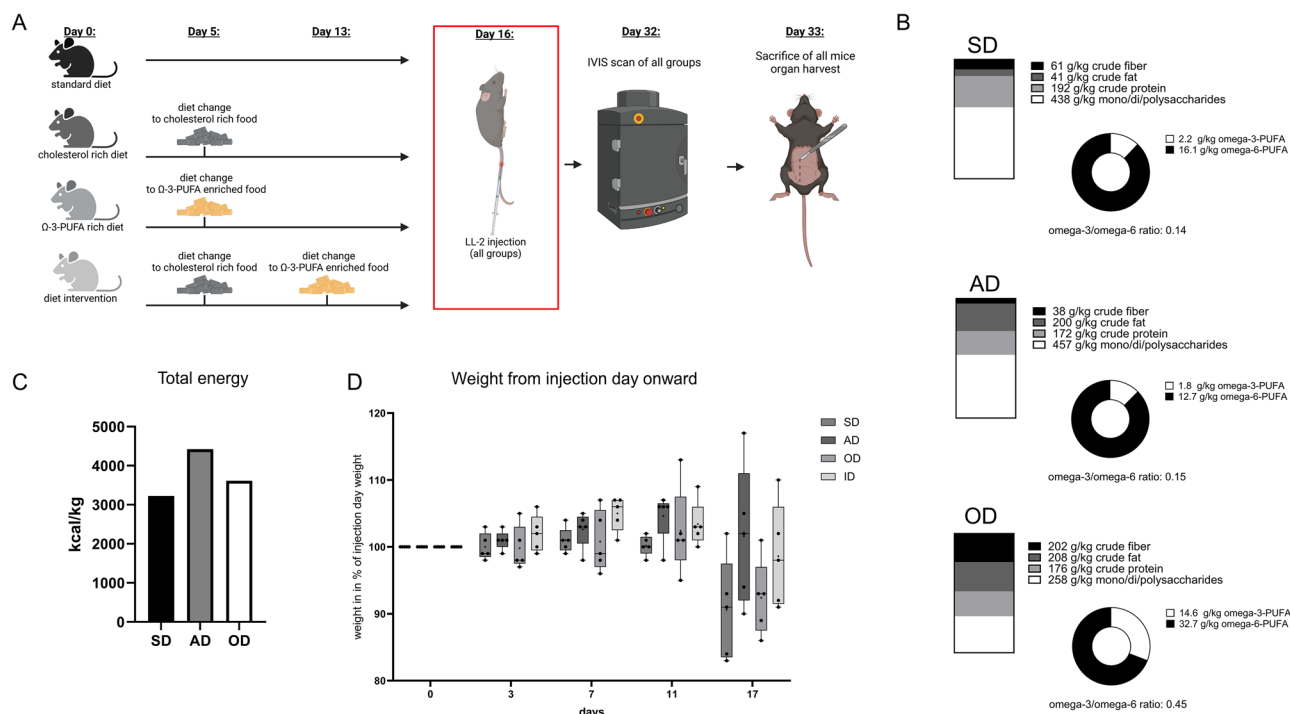 A
Day 0:
Day 5:
Day 13:
Day 16:
Day 32:
Day 33:
standard diet
cholesterol rich diet
diet change
to cholesterol rich food
Ω-3-PUFA rich diet
diet change
to Ω-3-PUFA enriched food
diet intervention
diet change
to cholesterol rich food
diet change
to Ω-3-PUFA enriched food
LL-2 injection
(all groups)
IVIS scan of all groups
Sacrifice of all mice
organ harvest
B
SD
61 g/kg crude fiber
41 g/kg crude fat
192 g/kg crude protein
438 g/kg mono/di/polysaccharides
2.2 g/kg omega-3-PUFA
16.1 g/kg omega-6-PUFA
omega-3/omega-6 ratio: 0.14
AD
38 g/kg crude fiber
200 g/kg crude fat
172 g/kg crude protein
457 g/kg mono/di/polysaccharides
1.8 g/kg omega-3-PUFA
12.7 g/kg omega-6-PUFA
omega-3/omega-6 ratio: 0.15
OD
202 g/kg crude fiber
208 g/kg crude fat
176 g/kg crude protein
258 g/kg mono/di/polysaccharides
14.6 g/kg omega-3-PUFA
32.7 g/kg omega-6-PUFA
omega-3/omega-6 ratio: 0.45
C
Total energy
kcal/kg
5000
4000
3000
2000
1000
0
SD AD OD
D
Weight from injection day onward
weight in in % of injection day weight
120
110
100
90
80
0 3 7 11 17
days
SD
AD
OD
ID